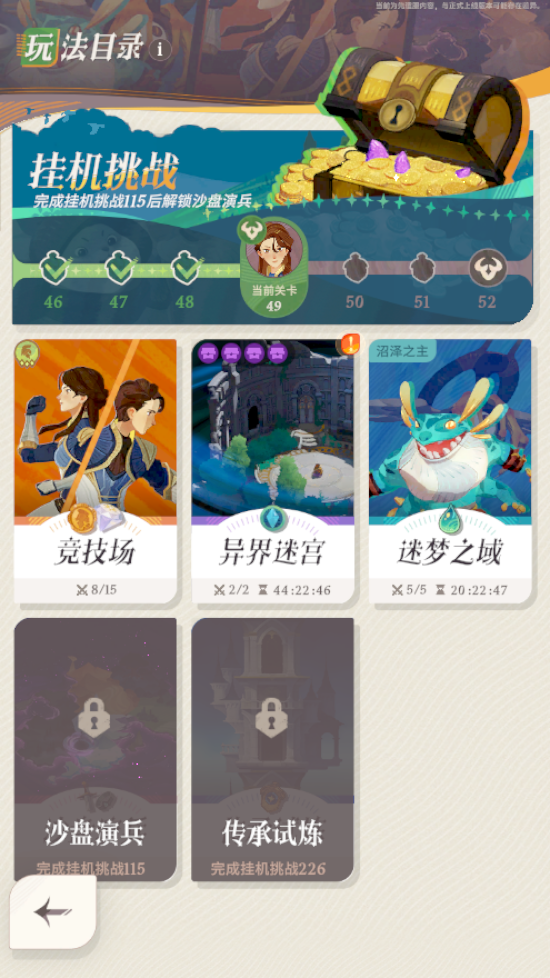 当前为先遣服内容，与正式上线版本可能存在差异。
玩法目录 i
挂机挑战
完成挂机挑战115后解锁沙盘演兵
46 47 48 当前关卡 49 50 51 52
沼泽之主
竞技场 异界迷宫 迷梦之域
8/15 2/2 44:22:46 5/5 20:22:47
沙盘演兵 传承试炼
完成挂机挑战115 完成挂机挑战226